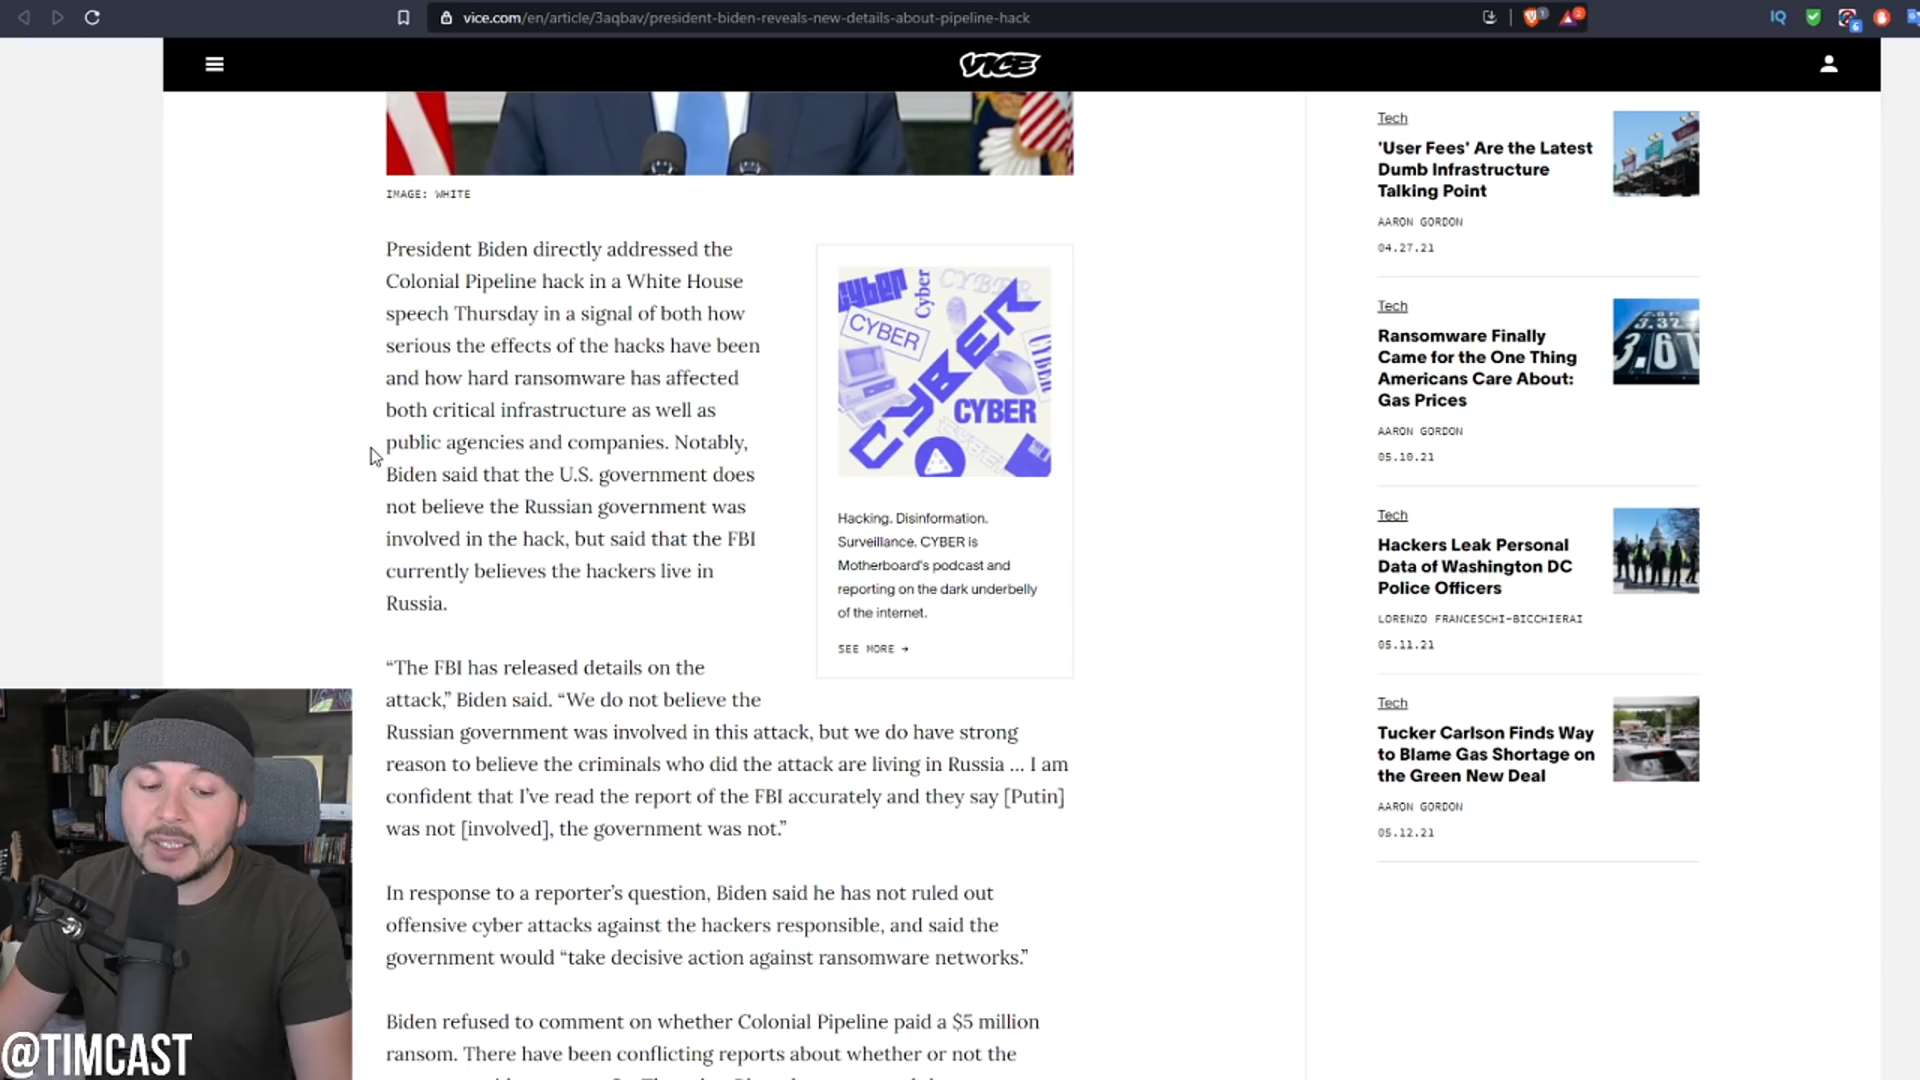 vice.com/en/article/3aqbav/president-biden-reveals-new-details-about-pipeline-hack
IQ
VICE
IMAGE: WHITE
President Biden directly addressed the
Colonial Pipeline hack in a White House
speech Thursday in a signal of both how
serious the effects of the hacks have been
and how hard ransomware has affected
both critical infrastructure as well as
public agencies and companies. Notably,
Biden said that the U.S. government does
not believe the Russian government was
involved in the hack, but said that the FBI
currently believes the hackers live in
Russia.
“The FBI has released details on the
attack,” Biden said. “We do not believe the
Russian government was involved in this attack, but we do have strong
reason to believe the criminals who did the attack are living in Russia ... I am
confident that I’ve read the report of the FBI accurately and they say [Putin]
was not [involved], the government was not.”
In response to a reporter’s question, Biden said he has not ruled out
offensive cyber attacks against the hackers responsible, and said the
government would “take decisive action against ransomware networks.”
Biden refused to comment on whether Colonial Pipeline paid a $5 million
ransom. There have been conflicting reports about whether or not the
cyber
Cyber
CYBER
CYBER
CYBER
CYBER
CYBER
Hacking. Disinformation.
Surveillance. CYBER is
Motherboard's podcast and
reporting on the dark underbelly
of the internet.
SEE MORE →
Tech
'User Fees' Are the Latest
Dumb Infrastructure
Talking Point
AARON GORDON
04.27.21
Tech
Ransomware Finally
Came for the One Thing
Americans Care About:
Gas Prices
AARON GORDON
05.10.21
3.61
Tech
Hackers Leak Personal
Data of Washington DC
Police Officers
LORENZO FRANCESCHI-BICCHIERAI
05.11.21
Tech
Tucker Carlson Finds Way
to Blame Gas Shortage on
the Green New Deal
AARON GORDON
05.12.21
@TIMCAST